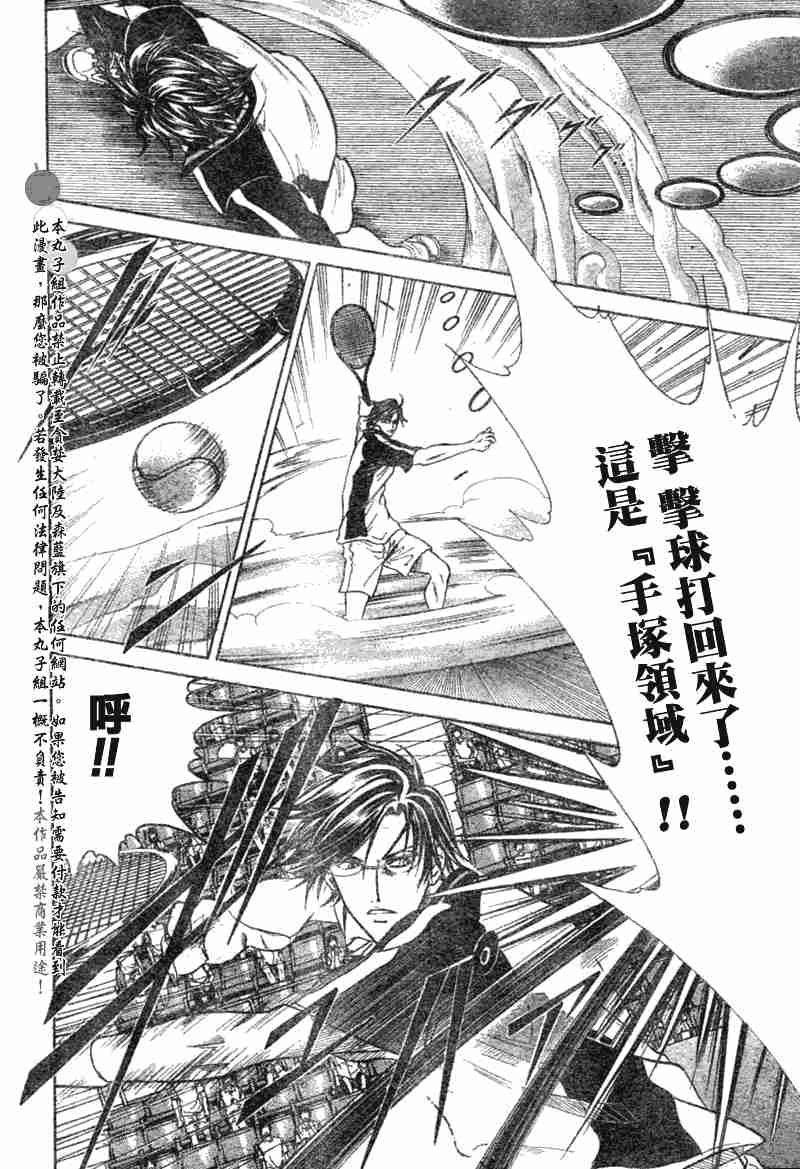 擊 擊球打回來了……
這是『手塚領域』!!
呼!!
本丸子組作品禁止轉載至貪婪大陸及森藍旗下的任何網站。如果您被告知需要付款才能看到
此漫畫，那麼您被騙了。若發生任何法律問題，本丸子組一概不負責！本作品嚴禁商業用途！